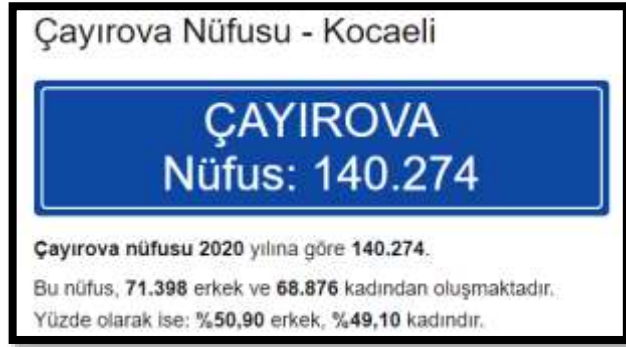 Çayırova Nüfusu - Kocaeli
ÇAYIROVA
Nüfus: 140.274
Çayırova nüfusu 2020 yılına göre 140.274.
Bu nüfus, 71.398 erkek ve 68.876 kadından oluşmaktadır.
Yüzde olarak ise: %50,90 erkek, %49,10 kadındır.